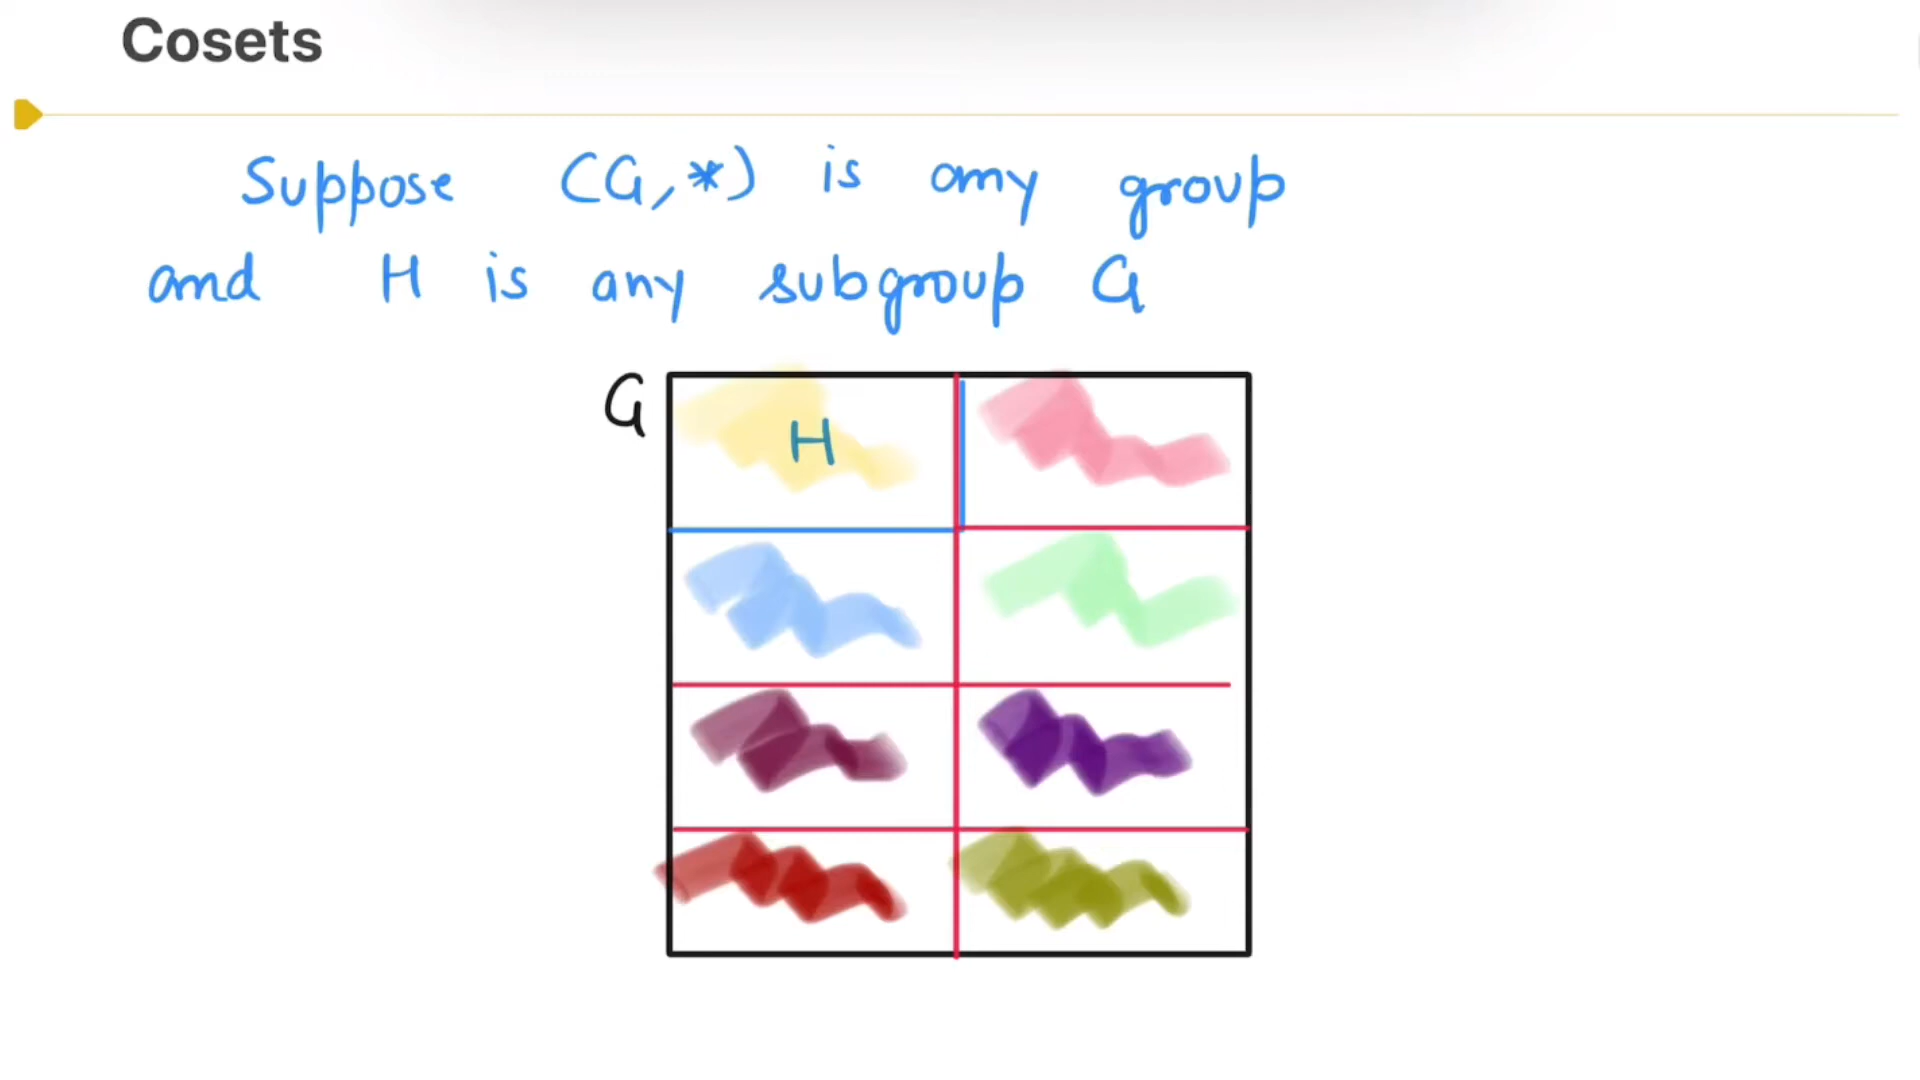 Cosets
Suppose (G,*) is any group
and H is any subgroup G
G
H